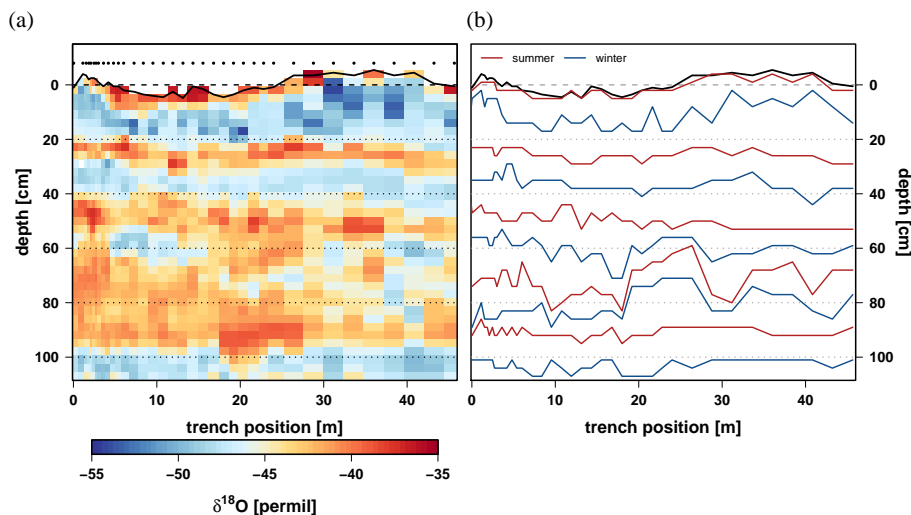 (a)
(b)
summer
winter
0
20
40
60
80
100
depth [cm]
0
20
40
60
80
100
depth [cm]
0 10 20 30 40
trench position [m]
0 10 20 30 40
trench position [m]
−55 −50 −45 −40 −35
δ18O [permil]